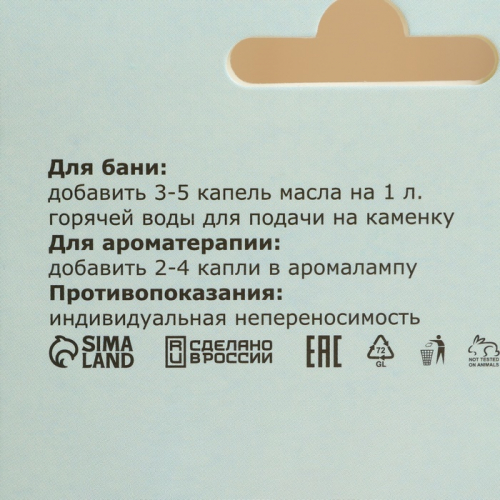 Для бани:
добавить 3-5 капель масла на 1 л.
горячей воды для подачи на каменку
Для ароматерапии:
добавить 2-4 капли в аромалампу
Противопоказания:
индивидуальная непереносимость
SIMA LAND
СДЕЛАНО В РОССИИ
ЕАС
72
GL
NOT TESTED
ON ANIMALS